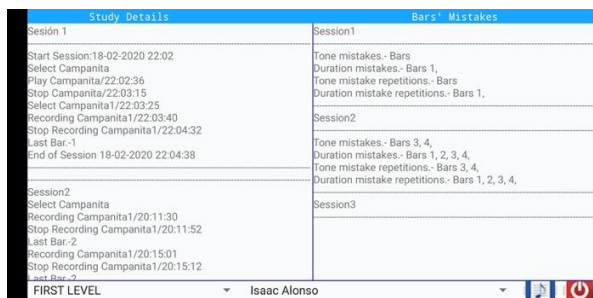 Study Details
Sesión 1
Start Session:18-02-2020 22:02
Select Campanita
Play Campanita/22:02:36
Stop Campanita/22:03:15
Select Campanita1/22:03:25
Recording Campanita1/22:03:40
Stop Recording Campanita1/22:04:32
Last Bar.-1
End of Session 18-02-2020 22:04:38
Session2
Select Campanita
Recording Campanita1/20:11:30
Stop Recording Campanita1/20:11:52
Last Bar.-2
Recording Campanita1/20:15:01
Stop Recording Campanita1/20:15:12
Last Bar.-2
Bars' Mistakes
Session1
Tone mistakes.- Bars
Duration mistakes.- Bars 1,
Tone mistake repetitions.- Bars
Duration mistake repetitions.- Bars 1,
Session2
Tone mistakes.- Bars 3, 4,
Duration mistakes.- Bars 1, 2, 3, 4,
Tone mistake repetitions.- Bars 3, 4,
Duration mistake repetitions.- Bars 1, 2, 3, 4,
Session3
FIRST LEVEL
Isaac Alonso